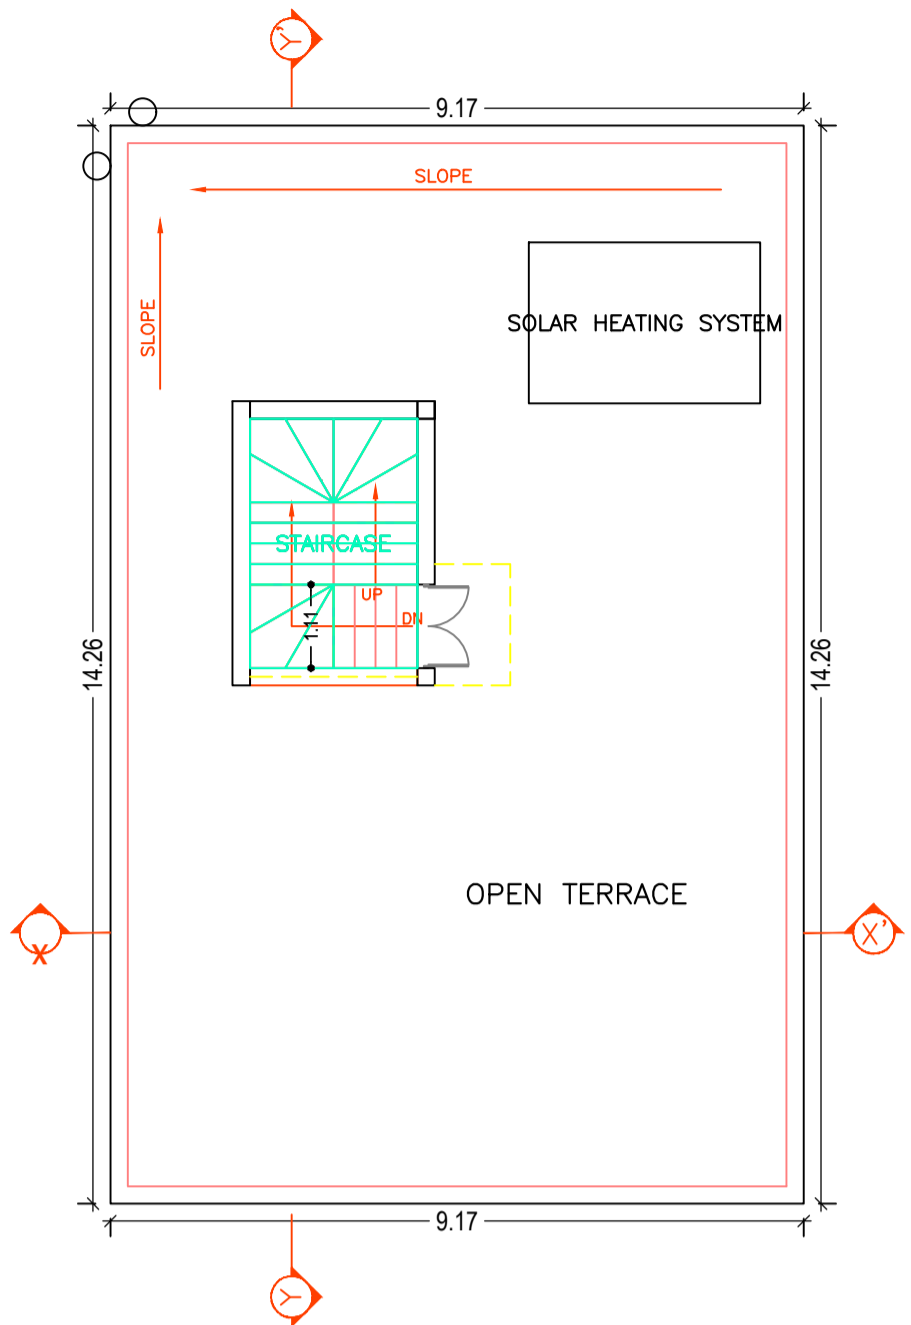 Y'
9.17
SLOPE
SLOPE
SOLAR HEATING SYSTEM
STAIRCASE
UP
DN
1.11
14.26
14.26
OPEN TERRACE
X
X'
9.17
Y